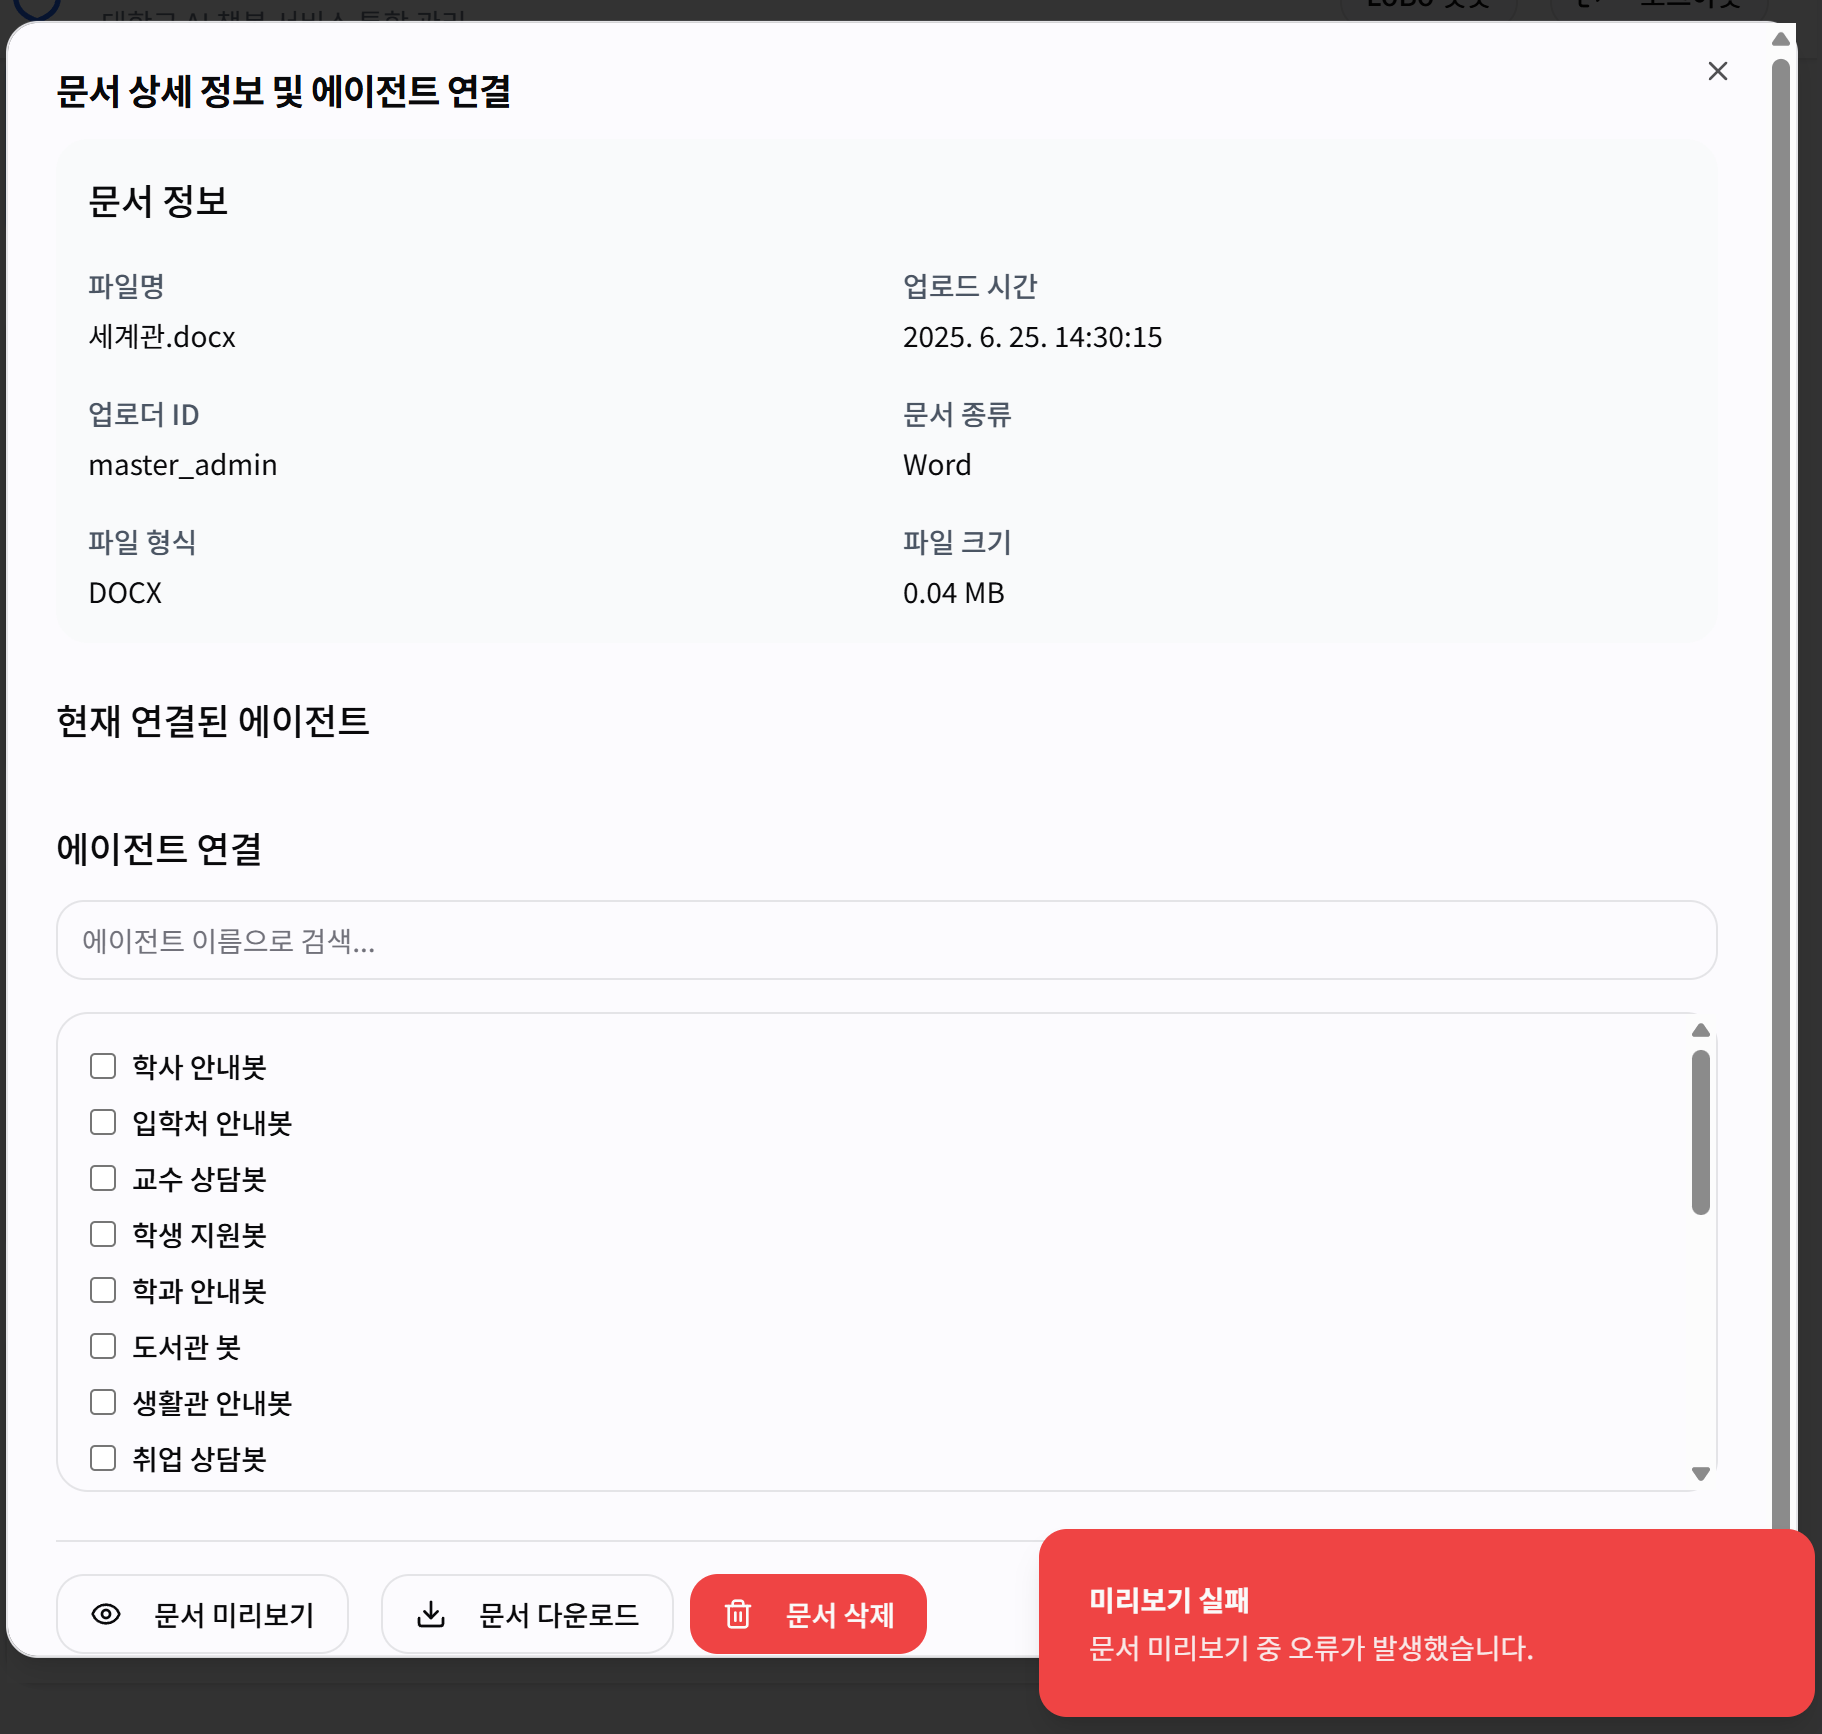 문서 상세 정보 및 에이전트 연결
문서 정보
파일명
세계관.docx
업로드 시간
2025. 6. 25. 14:30:15
업로더 ID
master_admin
문서 종류
Word
파일 형식
DOCX
파일 크기
0.04 MB
현재 연결된 에이전트
에이전트 연결
에이전트 이름으로 검색...
학사 안내봇
입학처 안내봇
교수 상담봇
학생 지원봇
학과 안내봇
도서관 봇
생활관 안내봇
취업 상담봇
문서 미리보기
문서 다운로드
문서 삭제
미리보기 실패
문서 미리보기 중 오류가 발생했습니다.